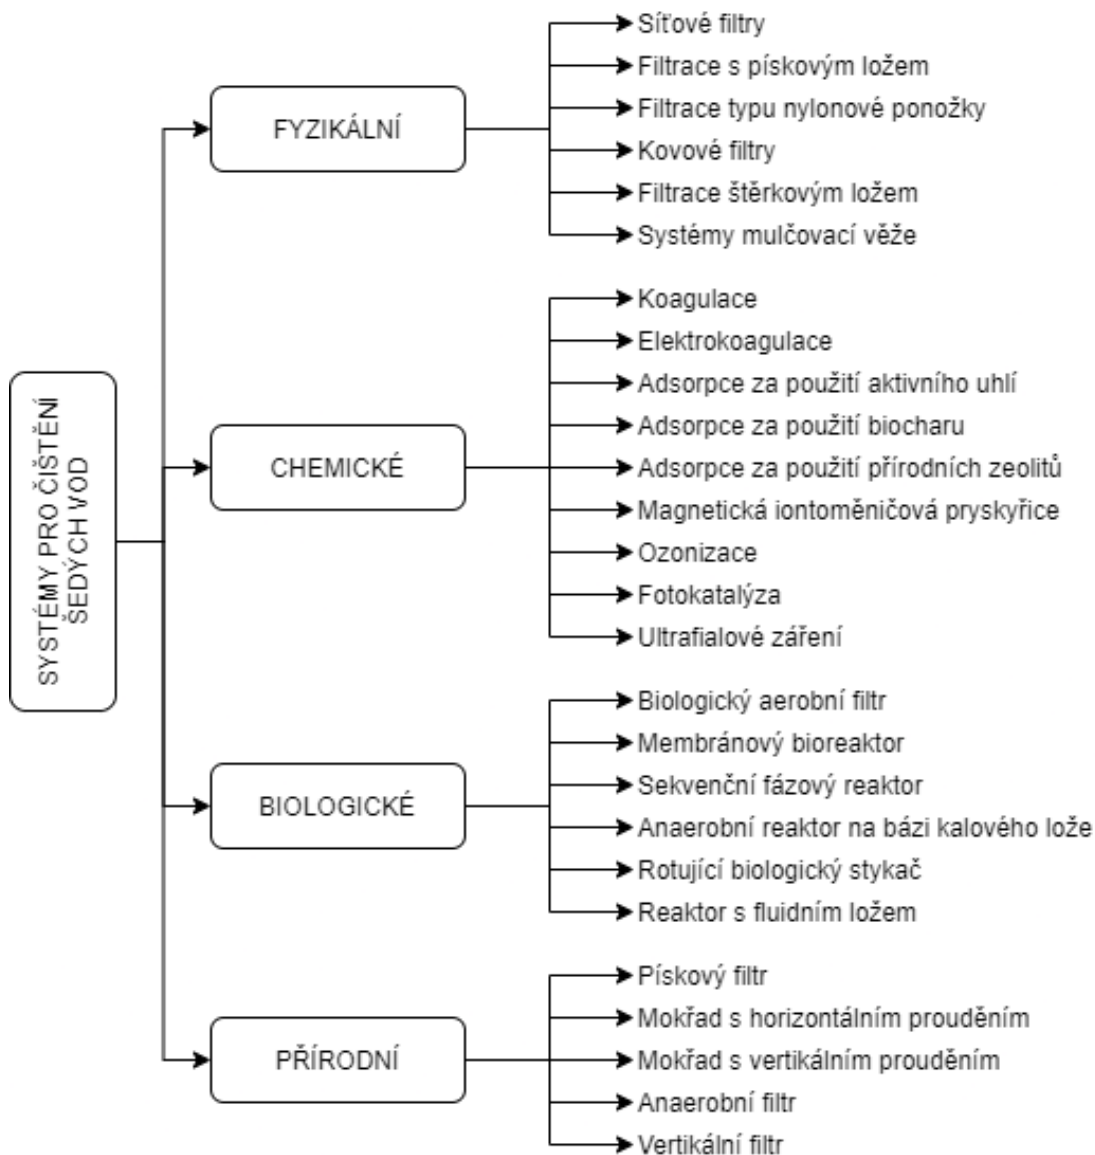 SYSTÉMY PRO ČIŠTĚNÍ
ŠEDÝCH VOD
FYZIKÁLNÍ
Síťové filtry
Filtrace s pískovým ložem
Filtrace typu nylonové ponožky
Kovové filtry
Filtrace štěrkovým ložem
Systémy mulčovací věže
CHEMICKÉ
Koagulace
Elektrokoagulace
Adsorpce za použití aktivního uhlí
Adsorpce za použití biocharu
Adsorpce za použití přírodních zeolitů
Magnetická iontoměničová pryskyřice
Ozonizace
Fotokatalýza
Ultrafialové záření
BIOLOGICKÉ
Biologický aerobní filtr
Membránový bioreaktor
Sekvenční fázový reaktor
Anaerobní reaktor na bázi kalového lože
Rotující biologický stykač
Reaktor s fluidním ložem
PŘÍRODNÍ
Pískový filtr
Mokřad s horizontálním prouděním
Mokřad s vertikálním prouděním
Anaerobní filtr
Vertikální filtr